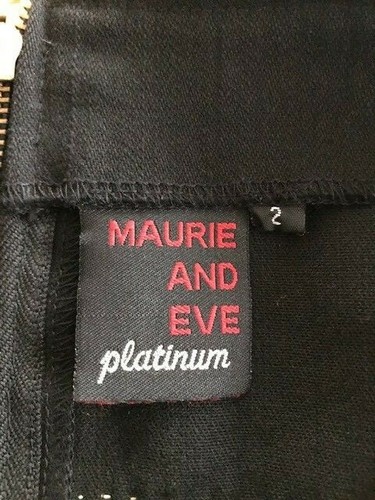 MAURIE
AND
EVE
platinum
2